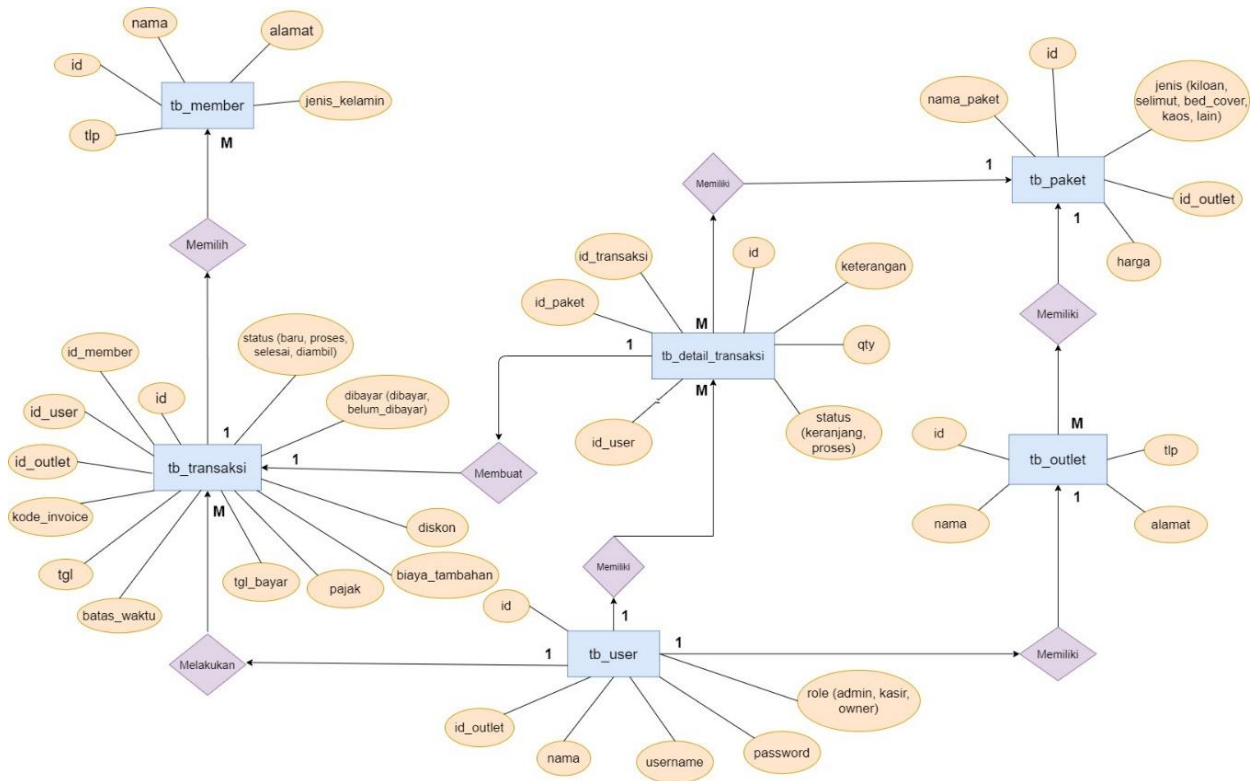 nama
alamat
id
tb_member
jenis_kelamin
tlp
M
Memilih
1
id
nama_paket
jenis (kiloan,
selimut, bed_cover,
kaos, lain)
1
tb_paket
id_outlet
harga
1
Memiliki
Memiliki
M
tb_outlet
id
tlp
nama
alamat
1
id_transaksi
id
keterangan
id_paket
M
1
tb_detail_transaksi
qty
M
id_user
status
(keranjang,
proses)
id_member
status (baru, proses,
selesai, diambil)
id_user
id
dibayar (dibayar,
belum_dibayar)
id_outlet
tb_transaksi
1
Membuat
M
kode_invoice
diskon
tgl
tgl_bayar
pajak
biaya_tambahan
batas_waktu
Memiliki
id
1
Melakukan
1
tb_user
1
Memiliki
role (admin, kasir,
owner)
id_outlet
nama
username
password